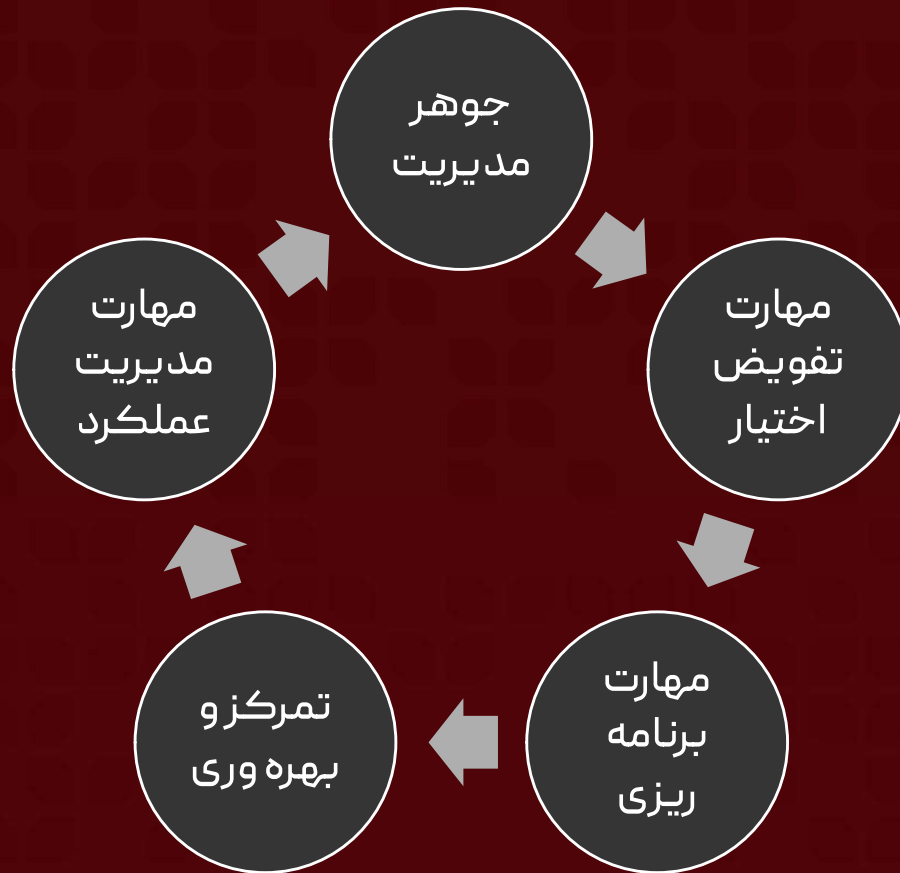 جوهر
مدیریت
مهارت
تفویض
اختیار
مهارت
برنامه
ریزی
تمرکز و
بهره وری
مهارت
مدیریت
عملکرد